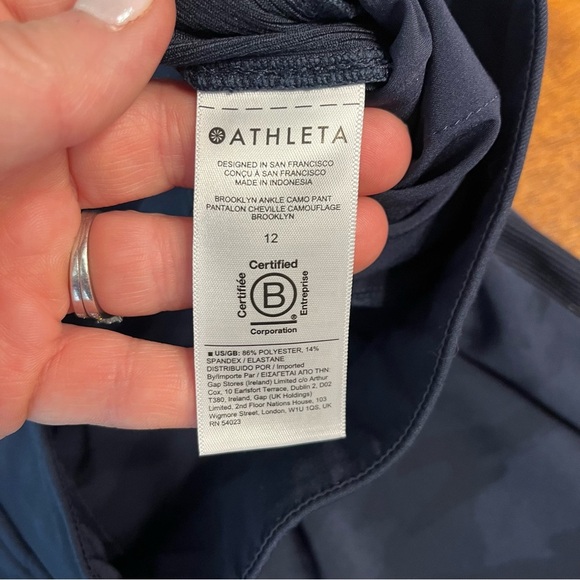 ATHLETA
DESIGNED IN SAN FRANCISCO
CONÇU À SAN FRANCISCO
MADE IN INDONESIA
BROOKLYN ANKLE CAMO PANT
PANTALON CHEVILLE CAMOUFLAGE
BROOKLYN
12
Certified
Certifiée
B
®
Entreprise
Corporation
■ US/GB: 86% POLYESTER, 14%
SPANDEX / ELASTANE
DISTRIBUIDO POR / Imported
By/Importe Par / ΕΙΣΑΓΕΤΑΙ ΑΠΟ ΤΗΝ:
Gap Stores (Ireland) Limited c/o Arthur
Cox, 10 Earlsfort Terrace, Dublin 2, D02
T380, Ireland, Gap (UK Holdings)
Limited, 2nd Floor Nations House, 103
Wigmore Street, London, W1U 1QS, UK
RN 54023